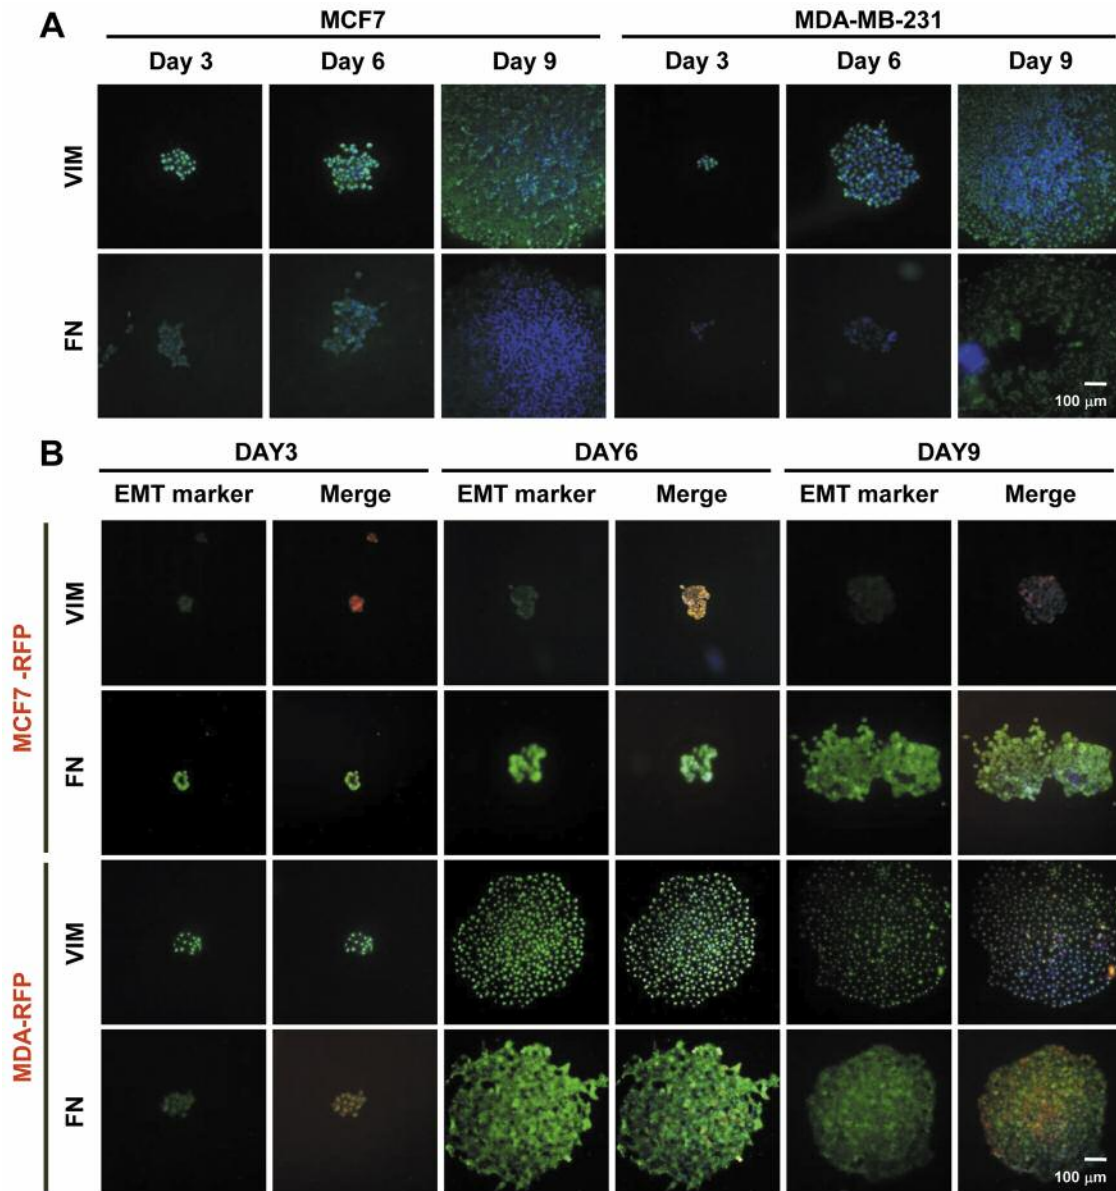 A
MCF7 MDA-MB-231
Day 3 Day 6 Day 9 Day 3 Day 6 Day 9
VIM
FN
100 μm
B
DAY3 DAY6 DAY9
EMT marker Merge EMT marker Merge EMT marker Merge
MCF7 -RFP
VIM
FN
MDA-RFP
VIM
FN
100 μm